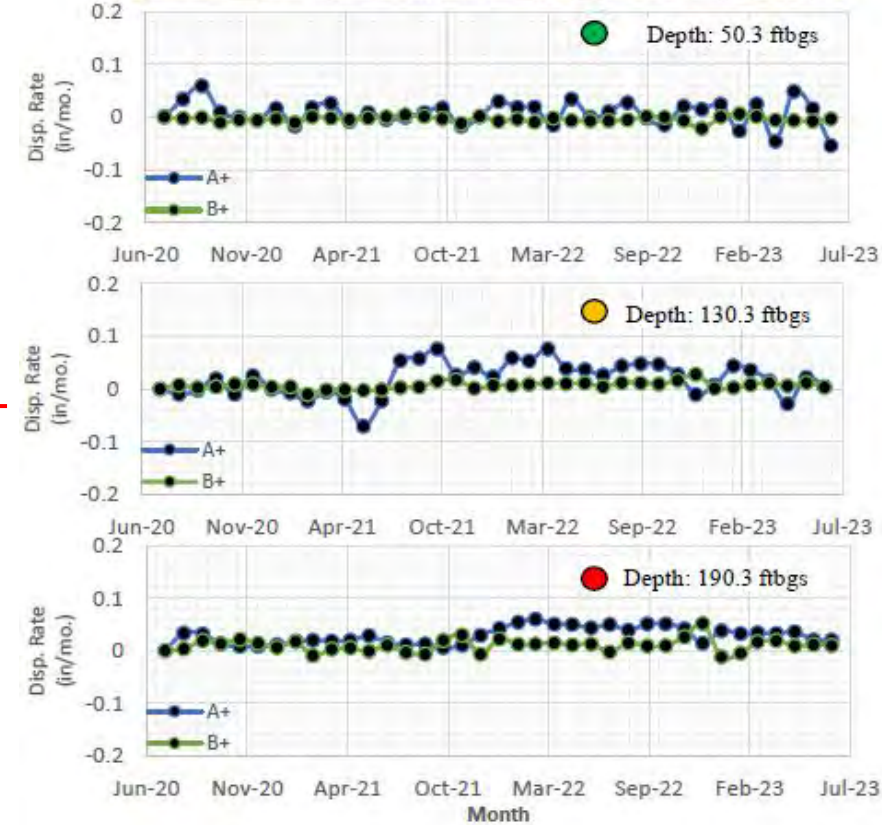 0.2
Depth: 50.3 ftbgs
0.1
0
-0.1
A+
B+
-0.2
Disp. Rate
(in/mo.)
Jun-20 Nov-20 Apr-21 Oct-21 Mar-22 Sep-22 Feb-23 Jul-23
0.2
Depth: 130.3 ftbgs
0.1
0
-0.1
A+
B+
-0.2
Disp. Rate
(in/mo.)
Jun-20 Nov-20 Apr-21 Oct-21 Mar-22 Sep-22 Feb-23 Jul-23
0.2
Depth: 190.3 ftbgs
0.1
0
-0.1
A+
B+
-0.2
Disp. Rate
(in/mo.)
Jun-20 Nov-20 Apr-21 Oct-21 Mar-22 Sep-22 Feb-23 Jul-23
Month